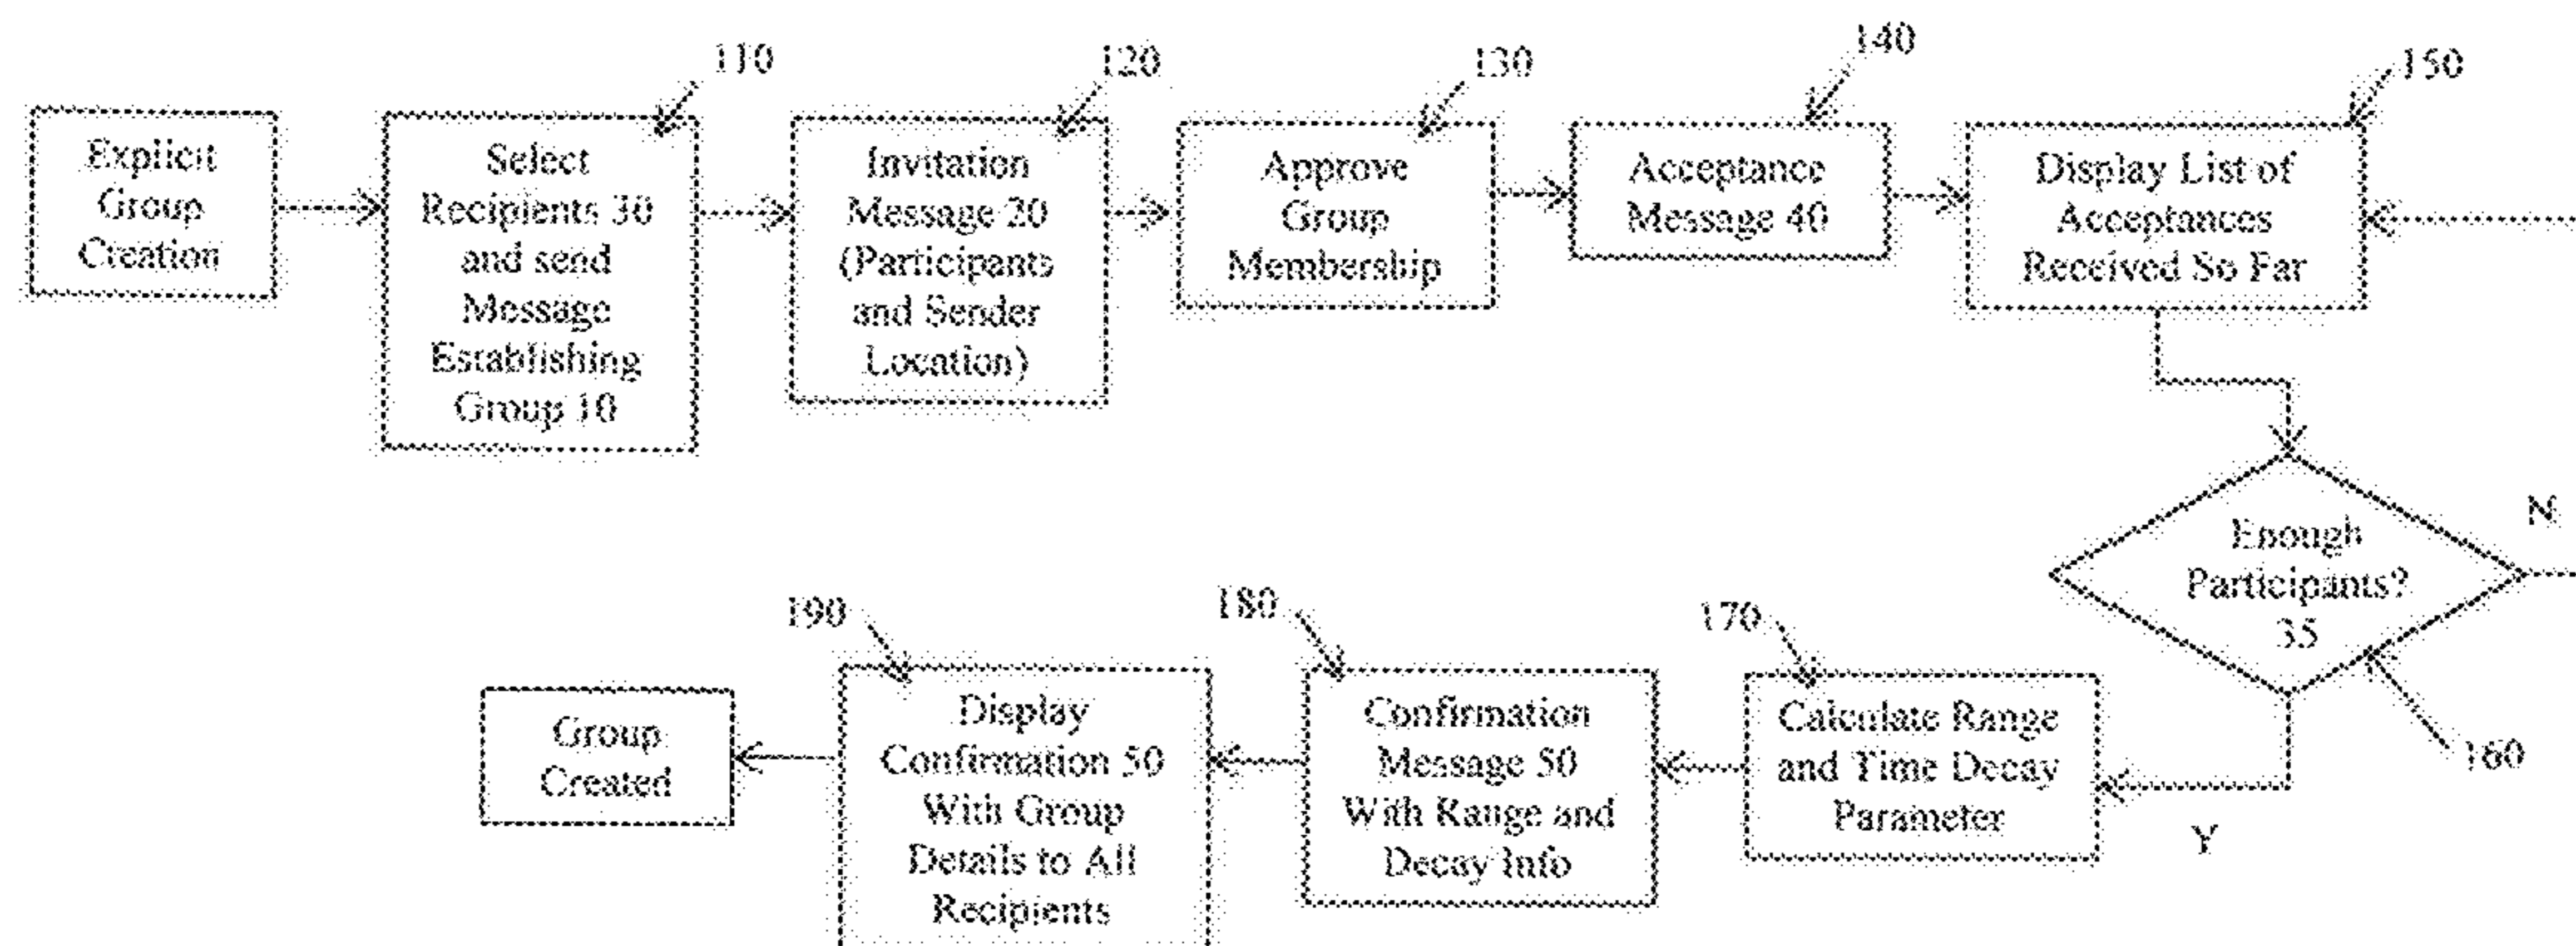 110
120
130
140
150
Explicit
Group
Creation
Select
Recipients 30
and send
Message
Establishing
Group 10
Invitation
Message 20
(Participants
and Sender
Location)
Approve
Group
Membership
Acceptance
Message 40
Display List of
Acceptances
Received So Far
N
Enough
Participants?
35
160
Y
170
Calculate Range
and Time Decay
Parameter
180
Confirmation
Message 50
With Range and
Decay Info
190
Display
Confirmation 50
With Group
Details to All
Recipients
Group
Created